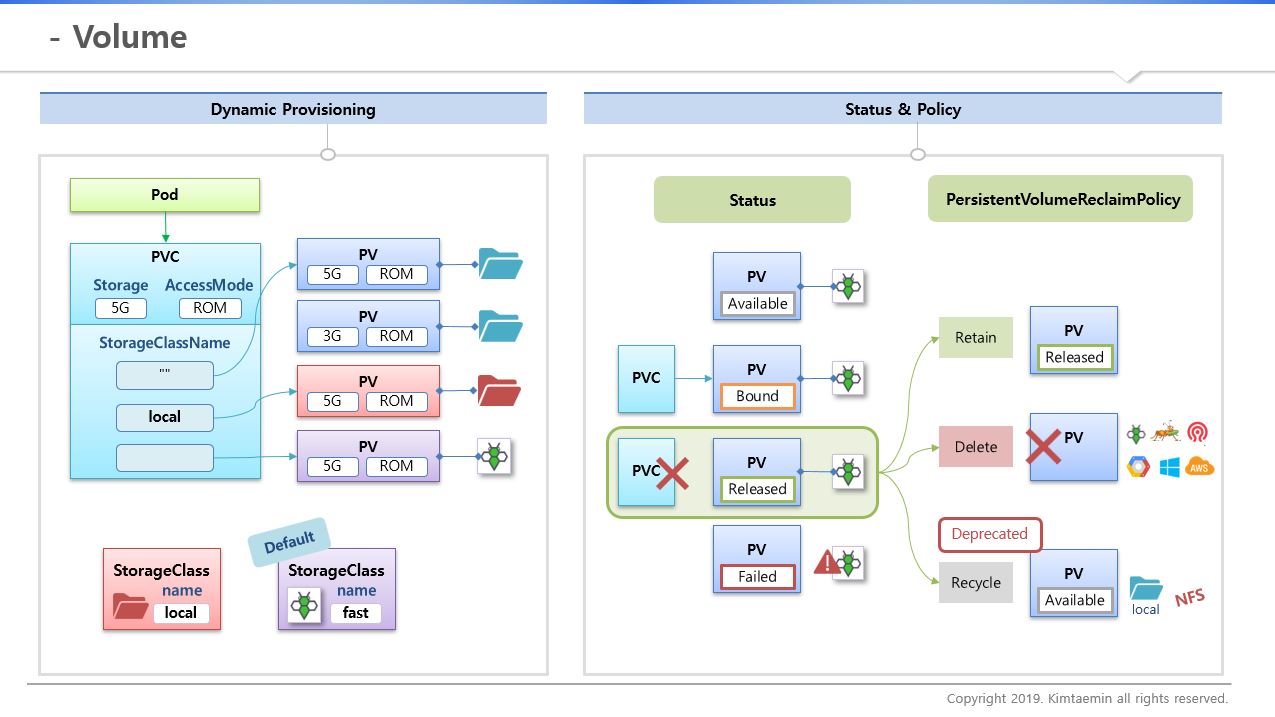 - Volume
Dynamic Provisioning
Pod
PVC
Storage AccessMode
5G ROM
StorageClassName
""
local
PV
5G ROM
PV
3G ROM
PV
5G ROM
PV
5G ROM
StorageClass
name
local
Default
StorageClass
name
fast
Status & Policy
Status
PV
Available
PVC
PV
Bound
PVC
PV
Released
PV
Failed
PersistentVolumeReclaimPolicy
Retain
PV
Released
Delete
PV
AWS
Deprecated
Recycle
PV
Available
local
NFS
Copyright 2019. Kimtaemin all rights reserved.